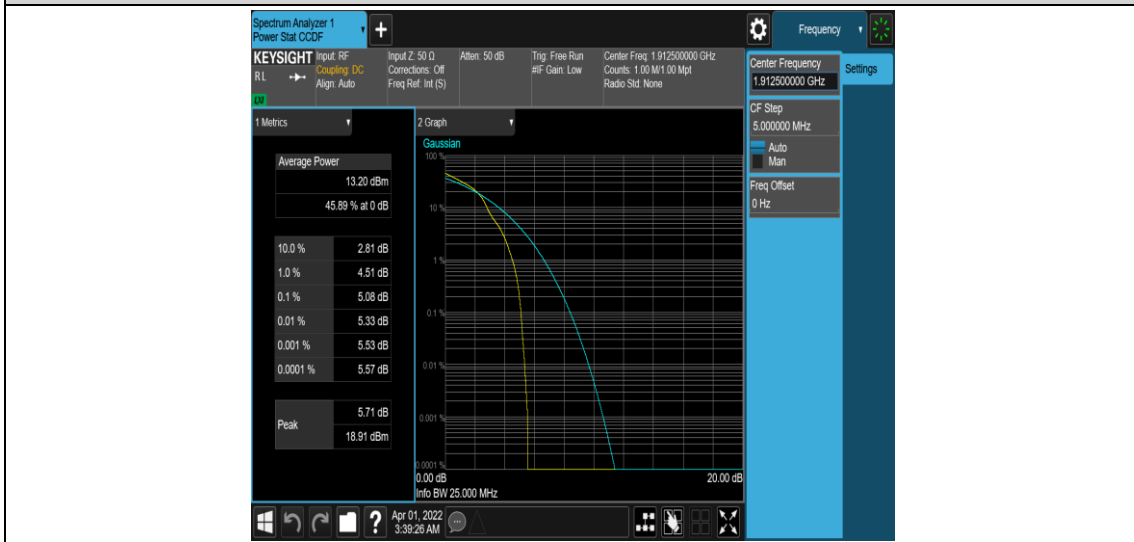 Spectrum Analyzer 1
Power Stat CCDF
+
Frequency
KEYSIGHT
RL
LXI
Input: RF
Coupling: DC
Align: Auto
Input Z: 50 Ω
Corrections: Off
Freq Ref: Int (S)
Atten: 50 dB
Trig: Free Run
#IF Gain: Low
Center Freq: 1.912500000 GHz
Counts: 1.00 M/1.00 Mpt
Radio Std: None
Center Frequency
1.912500000 GHz
Settings
CF Step
5.000000 MHz
Auto
Man
Freq Offset
0 Hz
1 Metrics
Average Power
13.20 dBm
45.89 % at 0 dB
10.0 % 2.81 dB
1.0 % 4.51 dB
0.1 % 5.08 dB
0.01 % 5.33 dB
0.001 % 5.53 dB
0.0001 % 5.57 dB
Peak 5.71 dB
18.91 dBm
2 Graph
Gaussian
100 %
10 %
1 %
0.1 %
0.01 %
0.001 %
0.0001 %
0.00 dB 20.00 dB
Info BW 25.000 MHz
?
Apr 01, 2022
3:39:26 AM